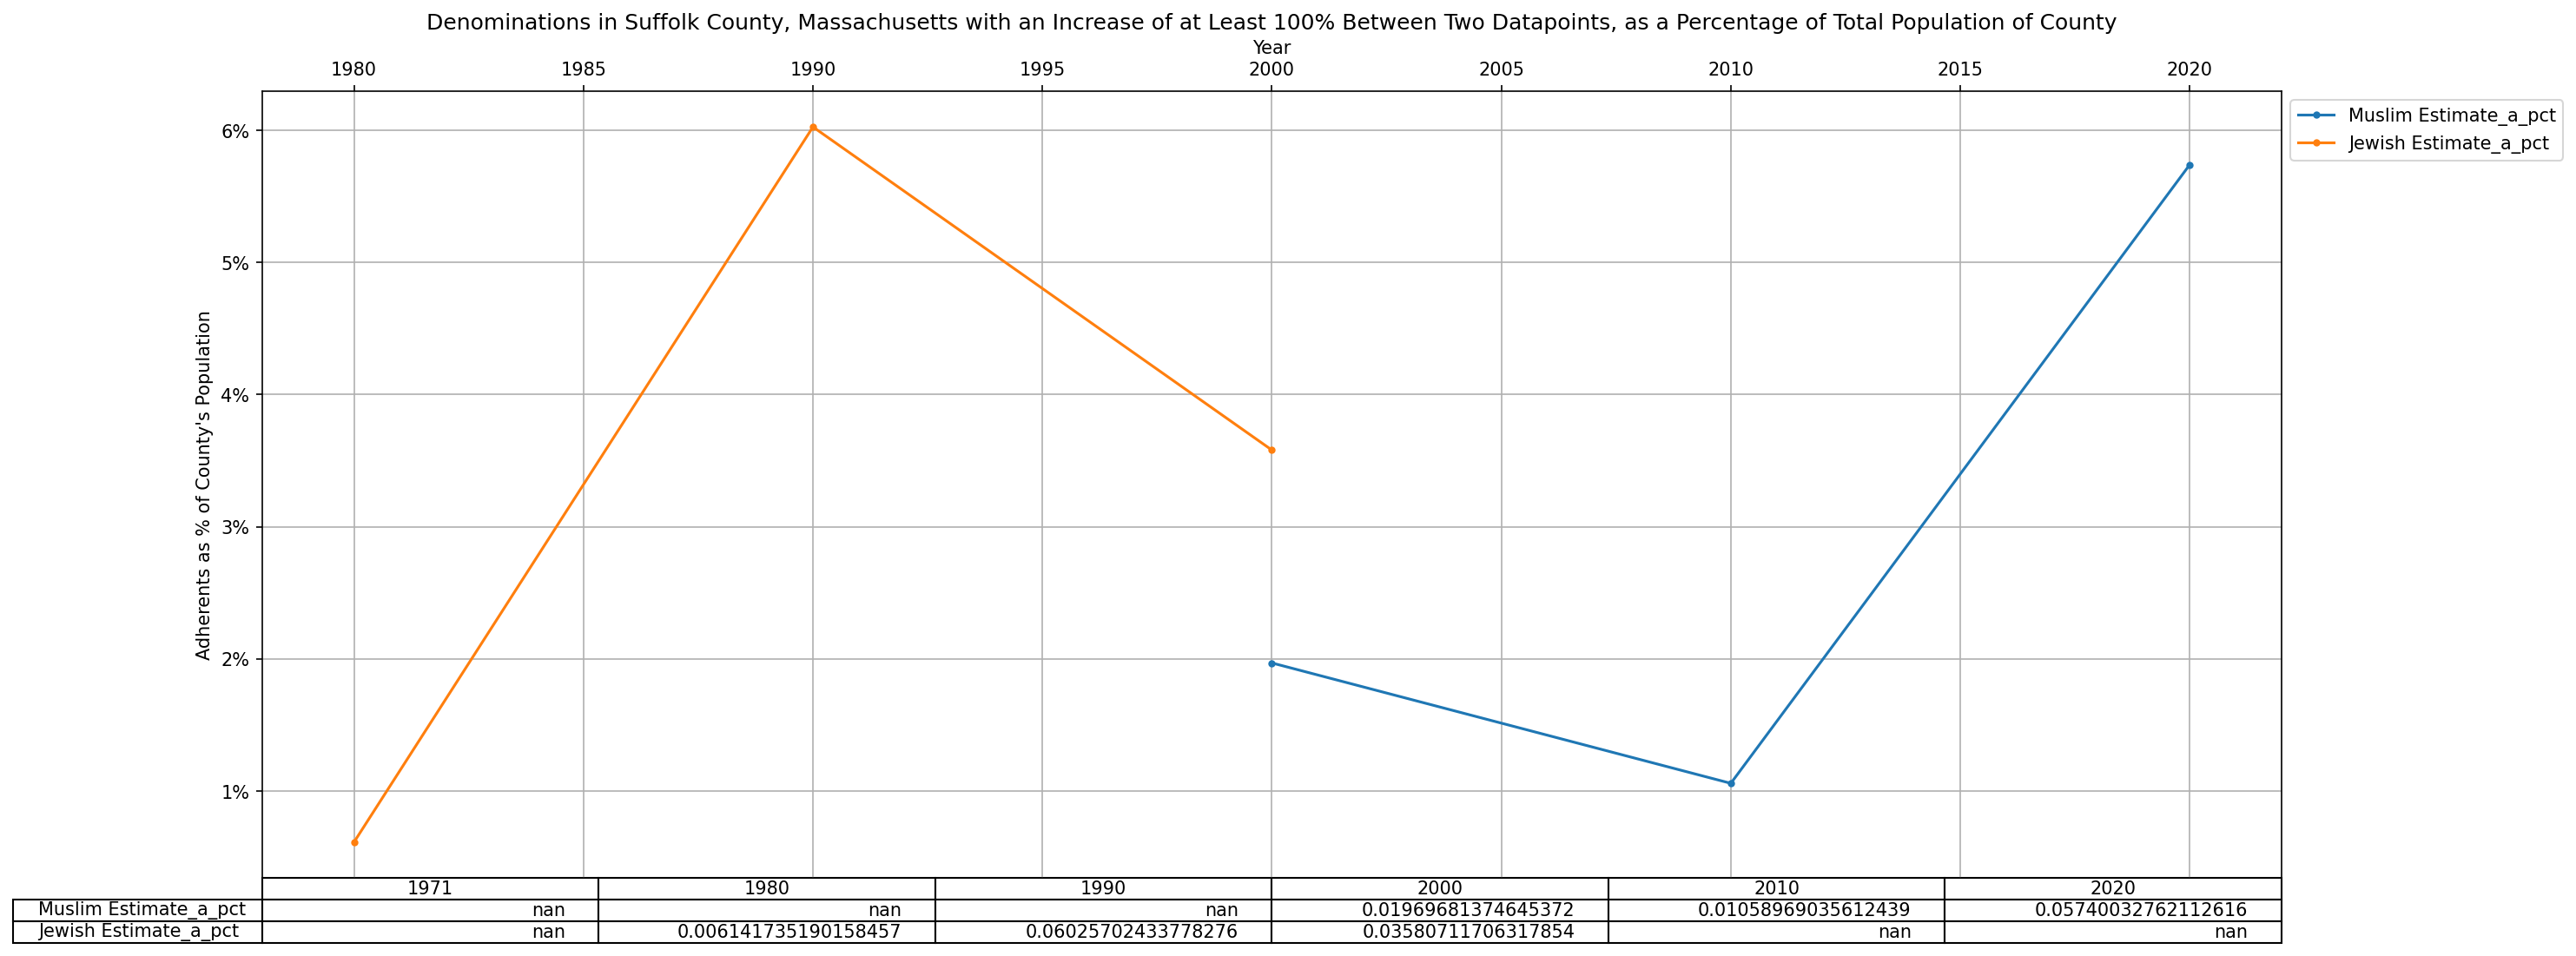 Denominations in Suffolk County, Massachusetts with an Increase of at Least 100% Between Two Datapoints, as a Percentage of Total Population of County
Year
1980 1985 1990 1995 2000 2005 2010 2015 2020
Muslim Estimate_a_pct
Jewish Estimate_a_pct
Adherents as % of County's Population
6%
5%
4%
3%
2%
1%
1971 1980 1990 2000 2010 2020
Muslim Estimate_a_pct nan nan nan 0.01969681374645372 0.01058969035612439 0.05740032762112616
Jewish Estimate_a_pct nan 0.006141735190158457 0.06025702433778276 0.03580711706317854 nan nan